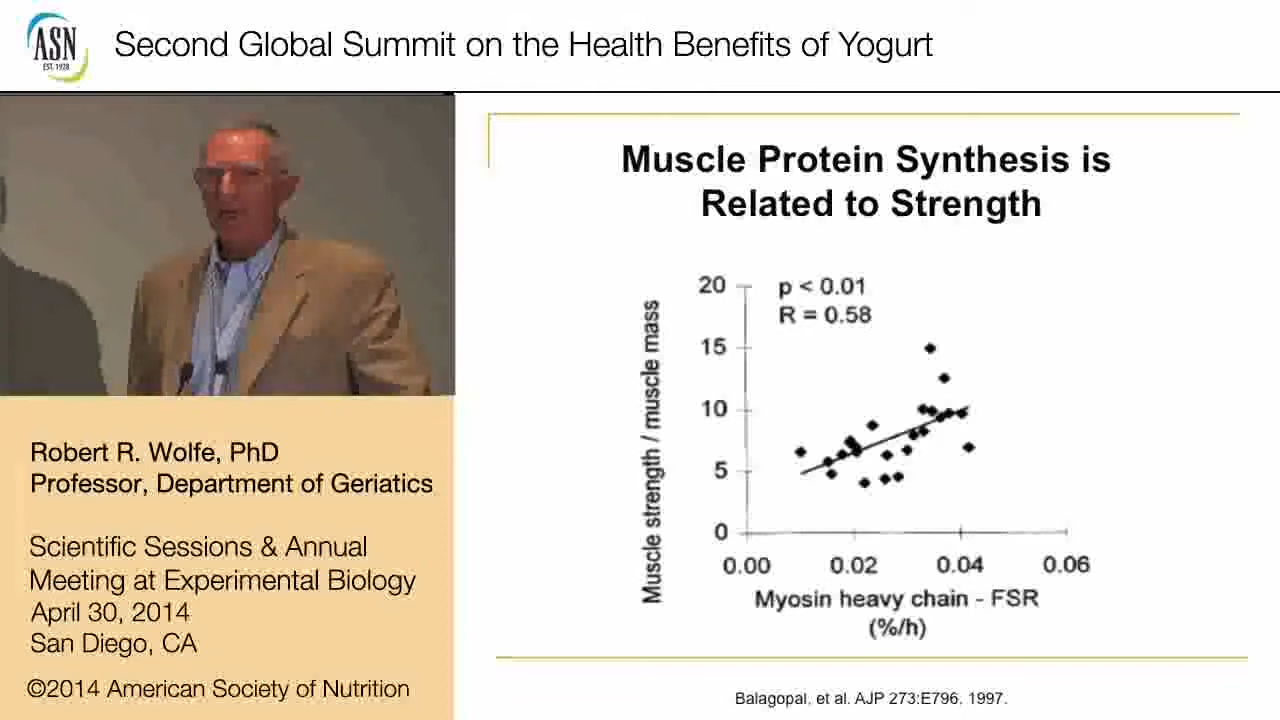 ASN
EST. 1928
Second Global Summit on the Health Benefits of Yogurt
Robert R. Wolfe, PhD
Professor, Department of Geriatics
Scientific Sessions & Annual
Meeting at Experimental Biology
April 30, 2014
San Diego, CA
©2014 American Society of Nutrition
Muscle Protein Synthesis is
Related to Strength
p < 0.01
R = 0.58
Muscle strength / muscle mass
20
15
10
5
0
0.00 0.02 0.04 0.06
Myosin heavy chain - FSR
(%/h)
Balagopal, et al. AJP 273:E796. 1997.